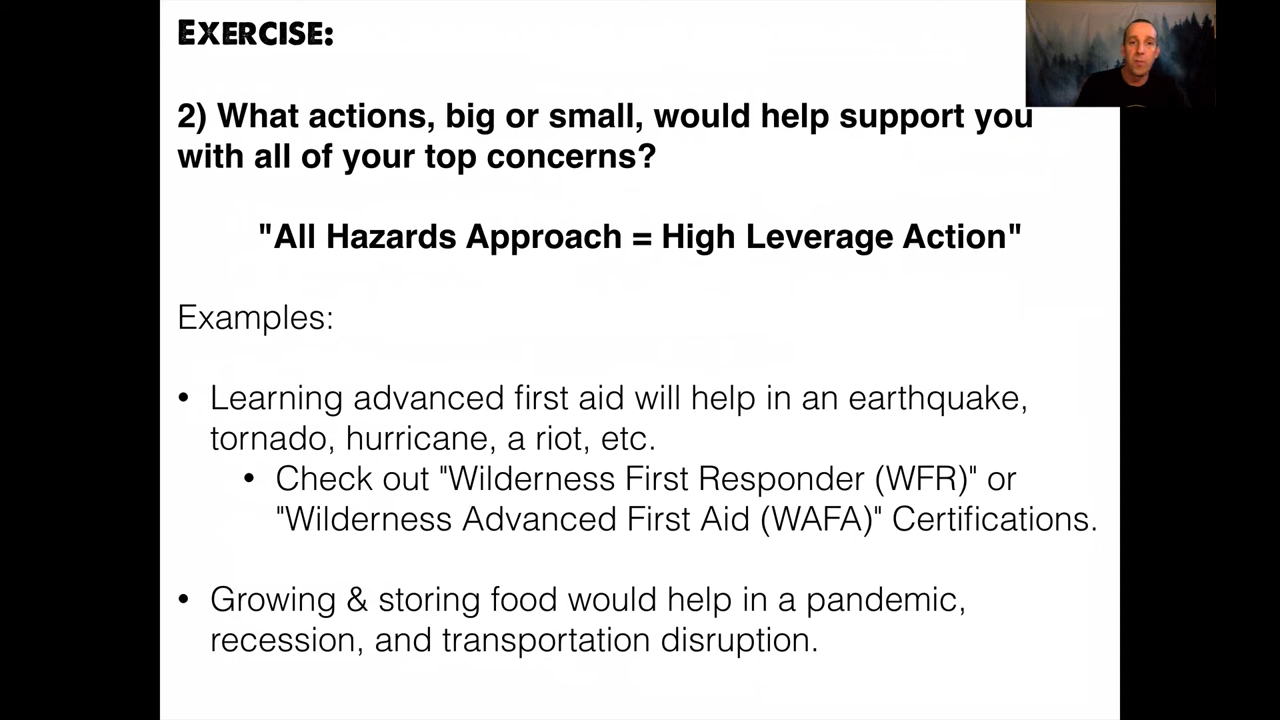 EXERCISE:
2) What actions, big or small, would help support you
with all of your top concerns?
"All Hazards Approach = High Leverage Action"
Examples:
• Learning advanced first aid will help in an earthquake,
tornado, hurricane, a riot, etc.
• Check out "Wilderness First Responder (WFR)" or
"Wilderness Advanced First Aid (WAFA)" Certifications.
• Growing & storing food would help in a pandemic,
recession, and transportation disruption.